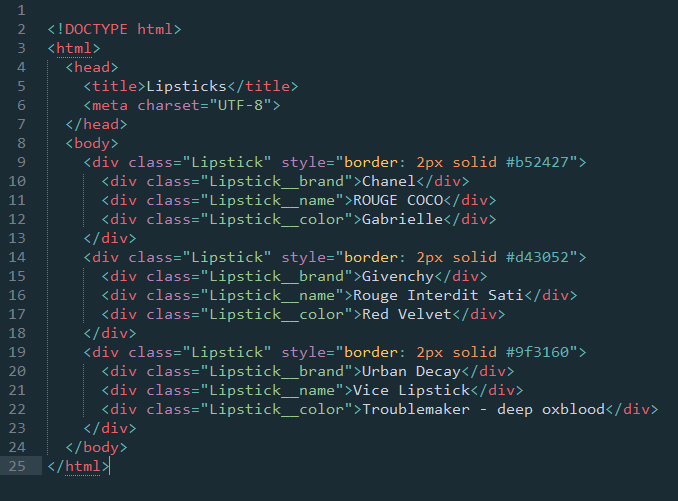 1
2 <!DOCTYPE html>
3 <html>
4   <head>
5     <title>Lipsticks</title>
6     <meta charset="UTF-8">
7   </head>
8   <body>
9     <div class="Lipstick" style="border: 2px solid #b52427">
10       <div class="Lipstick__brand">Chanel</div>
11       <div class="Lipstick__name">ROUGE COCO</div>
12       <div class="Lipstick__color">Gabrielle</div>
13     </div>
14     <div class="Lipstick" style="border: 2px solid #d43052">
15       <div class="Lipstick__brand">Givenchy</div>
16       <div class="Lipstick__name">Rouge Interdit Sati</div>
17       <div class="Lipstick__color">Red Velvet</div>
18     </div>
19     <div class="Lipstick" style="border: 2px solid #9f3160">
20       <div class="Lipstick__brand">Urban Decay</div>
21       <div class="Lipstick__name">Vice Lipstick</div>
22       <div class="Lipstick__color">Troublemaker - deep oxblood</div>
23     </div>
24   </body>
25 </html>